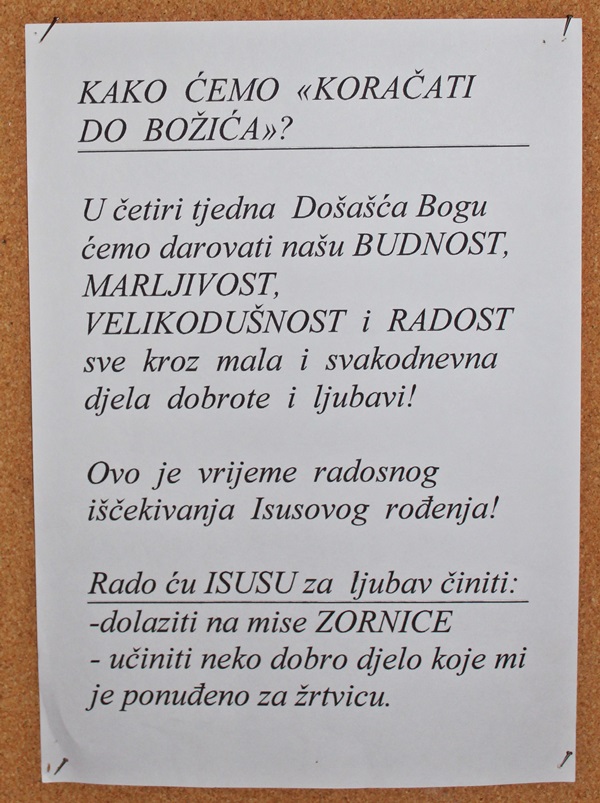 KAKO ĆEMO «KORAČATI
DO BOŽIĆA»?
U četiri tjedna Došašća Bogu
ćemo darovati našu BUDNOST,
MARLJIVOST,
VELIKODUŠNOST i RADOST
sve kroz mala i svakodnevna
djela dobrote i ljubavi!
Ovo je vrijeme radosnog
iščekivanja Isusovog rođenja!
Rado ću ISUSU za ljubav činiti:
-dolaziti na mise ZORNICE
- učiniti neko dobro djelo koje mi
je ponuđeno za žrtvicu.